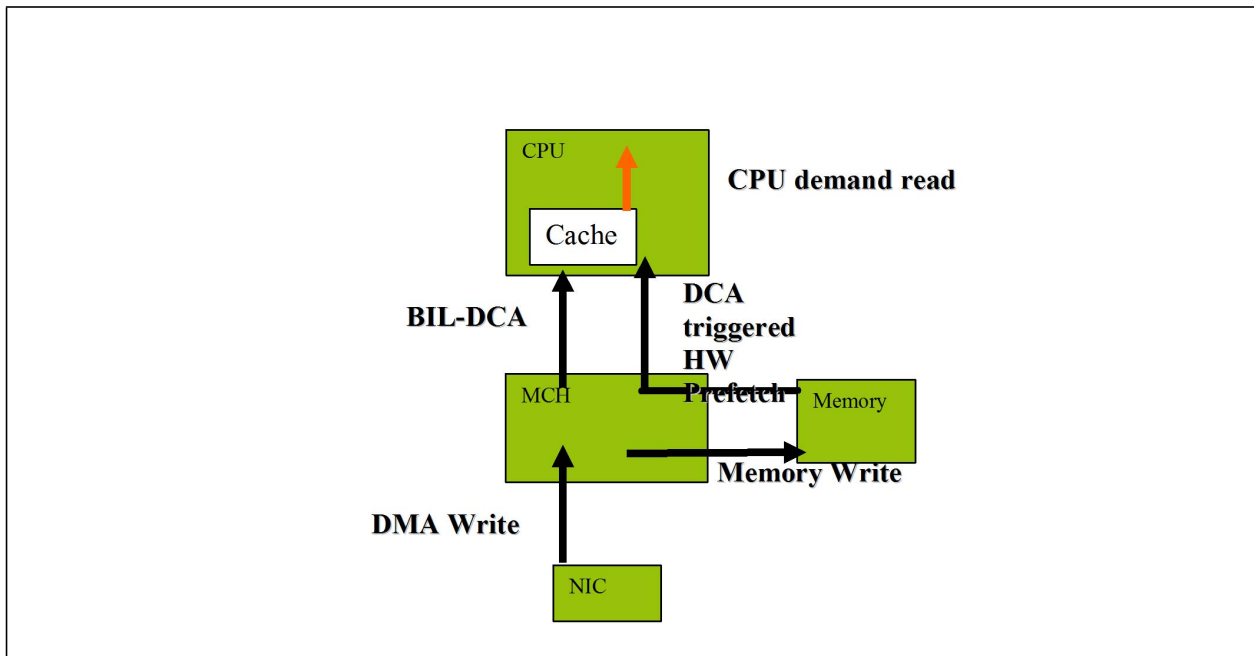 CPU
CPU demand read
Cache
BIL-DCA
DCA
triggered
HW
Prefetch
MCH
Memory
Memory Write
DMA Write
NIC